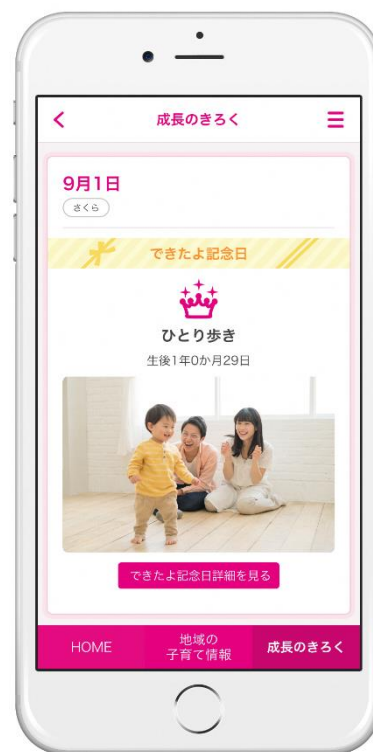 成長のきろく
9月1日
さくら
できたよ記念日
ひとり歩き
生後1年0か月29日
できたよ記念日詳細を見る
HOME
地域の
子育て情報
成長のきろく